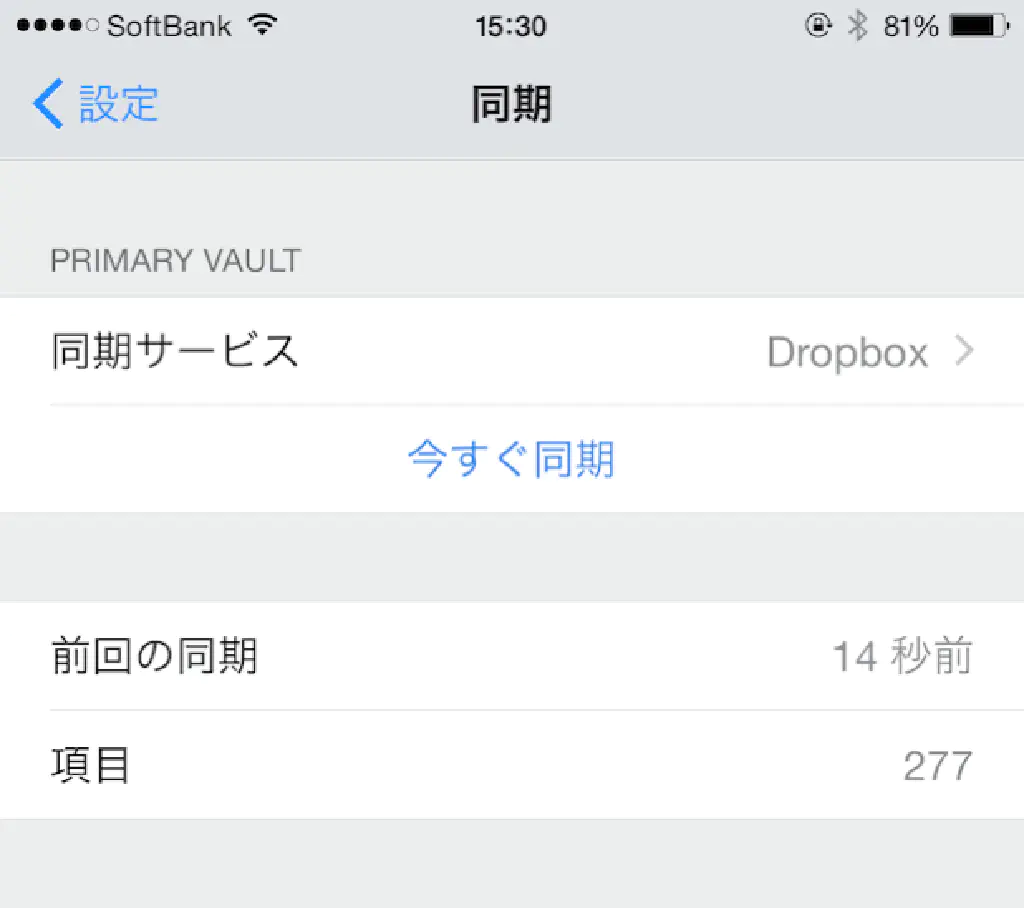 SoftBank 15:30 81%
設定 同期
PRIMARY VAULT
同期サービス Dropbox
今すぐ同期
前回の同期 14 秒前
項目 277